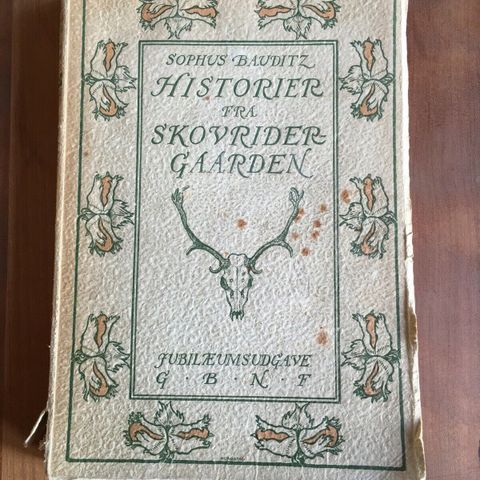 SOPHUS BAUDITZ
HISTORIER
FRA
SKOVRIDER-
GAARDEN
JUBILÆUMSUDGAVE
G · B · N · F